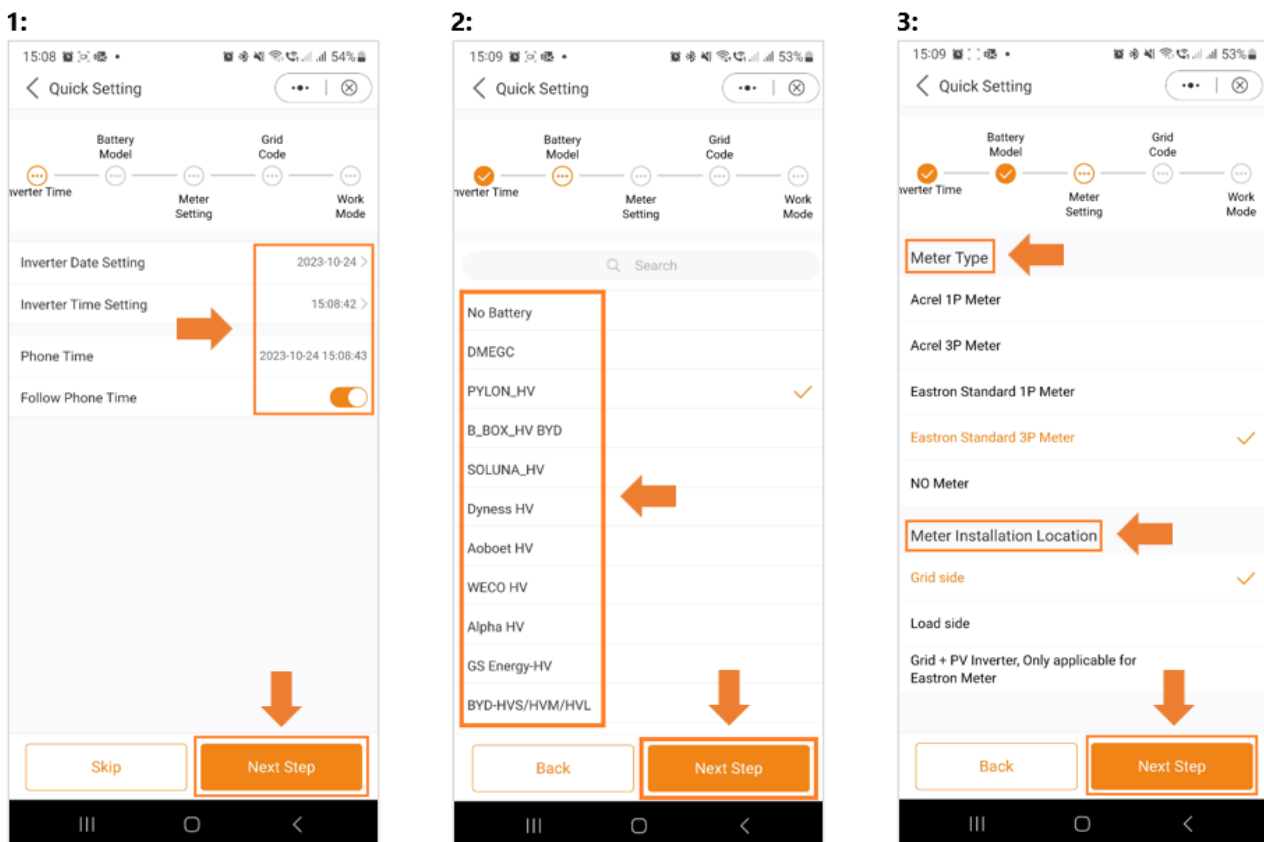 1:
15:08 54%
Quick Setting
Battery
Model
Grid
Code
nverter Time
Meter
Setting
Work
Mode
Inverter Date Setting 2023-10-24
Inverter Time Setting 15:08:42
Phone Time 2023-10-24 15:08:43
Follow Phone Time
Skip Next Step
2:
15:09 53%
Quick Setting
Battery
Model
Grid
Code
nverter Time
Meter
Setting
Work
Mode
Search
No Battery
DMEGC
PYLON_HV
B_BOX_HV BYD
SOLUNA_HV
Dyness HV
Aoboet HV
WECO HV
Alpha HV
GS Energy-HV
BYD-HVS/HVM/HVL
Back Next Step
3:
15:09 53%
Quick Setting
Battery
Model
Grid
Code
nverter Time
Meter
Setting
Work
Mode
Meter Type
Acrel 1P Meter
Acrel 3P Meter
Eastron Standard 1P Meter
Eastron Standard 3P Meter
NO Meter
Meter Installation Location
Grid side
Load side
Grid + PV Inverter, Only applicable for
Eastron Meter
Back Next Step